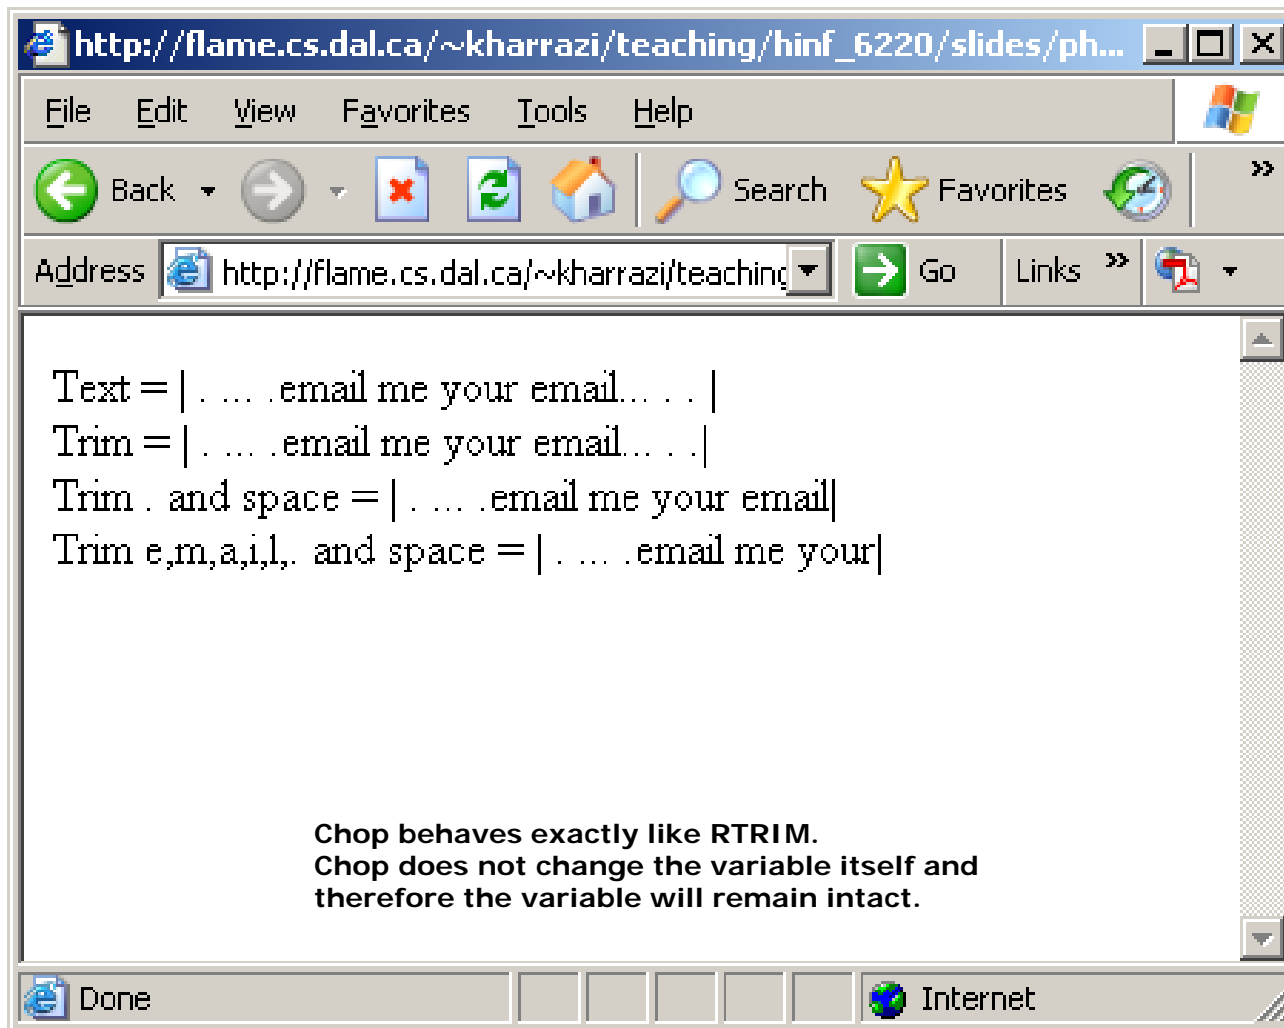 http://flame.cs.dal.ca/~kharrazi/teaching/hinf_6220/slides/ph...
File Edit View Favorites Tools Help
Back Search Favorites »
Address http://flame.cs.dal.ca/~kharrazi/teaching Go Links »
Text = | . ... .email me your email... . . |
Trim = | . ... .email me your email... . .|
Trim . and space = | . ... .email me your email|
Trim e,m,a,i,l,. and space = | . ... .email me your|
Chop behaves exactly like RTRIM.
Chop does not change the variable itself and
therefore the variable will remain intact.
Done Internet